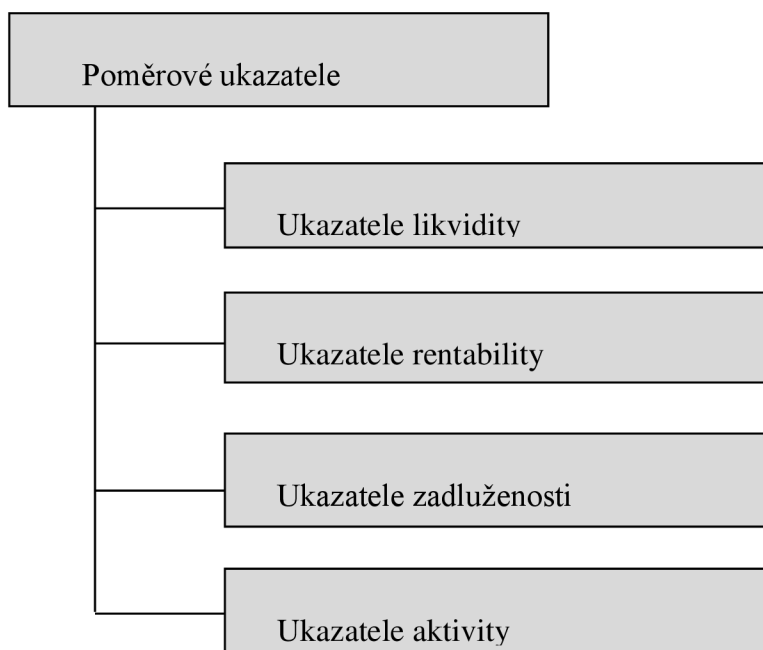 Poměrové ukazatele
Ukazatele likvidity
Ukazatele rentability
Ukazatele zadluženosti
Ukazatele aktivity